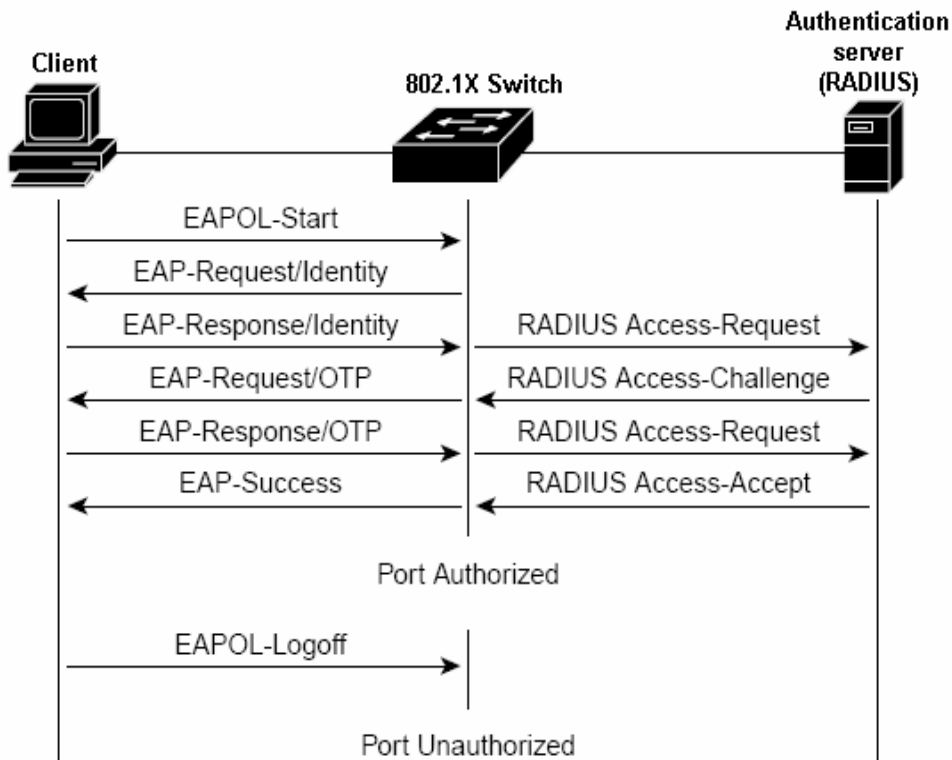 Authentication
server
(RADIUS)
Client
802.1X Switch
EAPOL-Start
EAP-Request/Identity
EAP-Response/Identity
RADIUS Access-Request
EAP-Request/OTP
RADIUS Access-Challenge
EAP-Response/OTP
RADIUS Access-Request
EAP-Success
RADIUS Access-Accept
Port Authorized
EAPOL-Logoff
Port Unauthorized